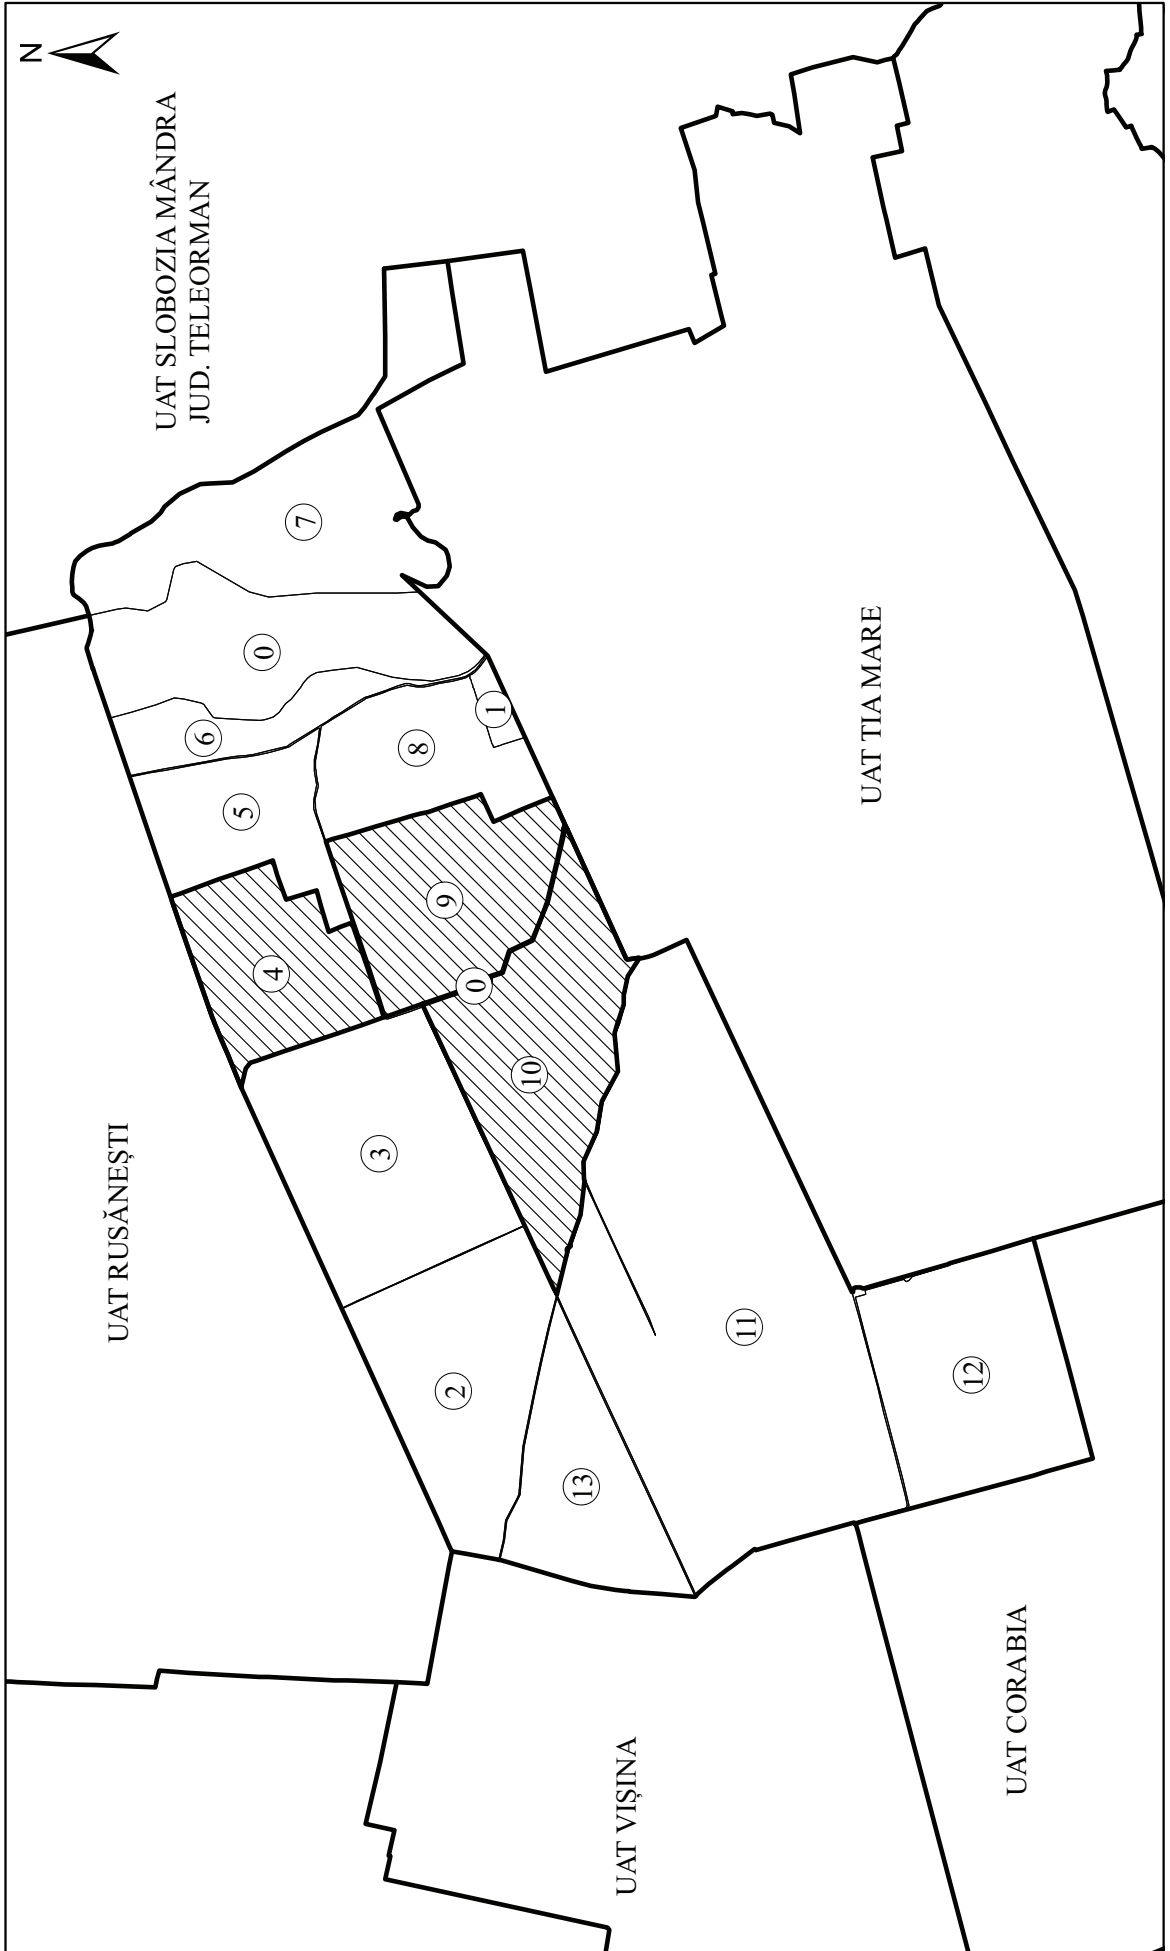 N
UAT SLOBOZIA MÂNDRA
JUD. TELEORMAN
UAT RUSĂNEȘTI
UAT TIA MARE
UAT VIȘINA
UAT CORABIA
7
0
6
5
1
8
4
9
0
10
3
2
13
11
12